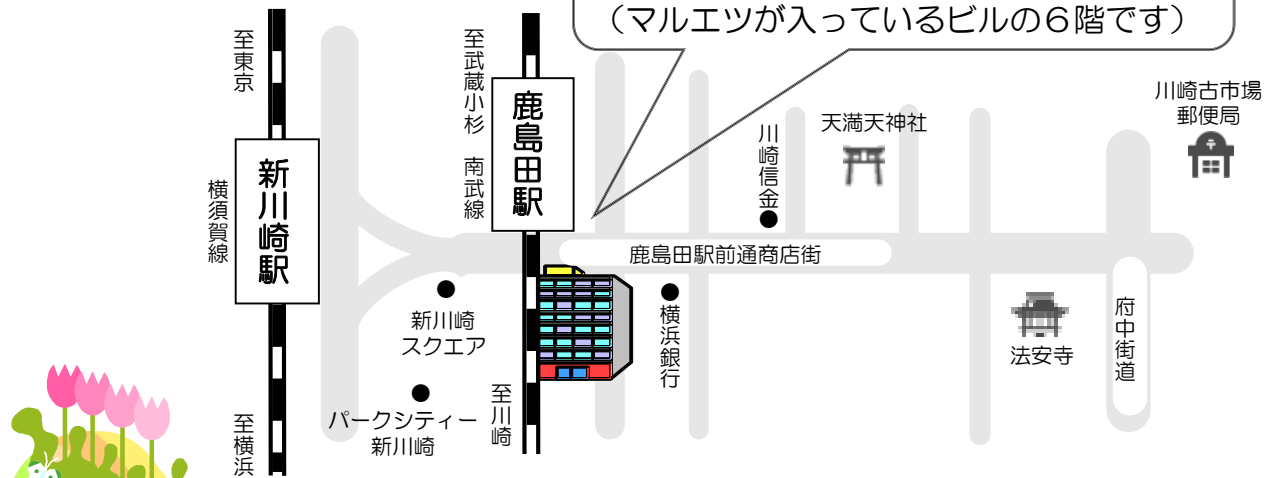 (マルエツが入っているビルの6階です)
至東京
新川崎駅
横須賀線
至横浜
至武蔵小杉 南武線
鹿島田駅
至川崎
新川崎
スクエア
パークシティー
新川崎
鹿島田駅前通商店街
川崎信金
横浜銀行
天満天神社
法安寺
府中街道
川崎古市場
郵便局